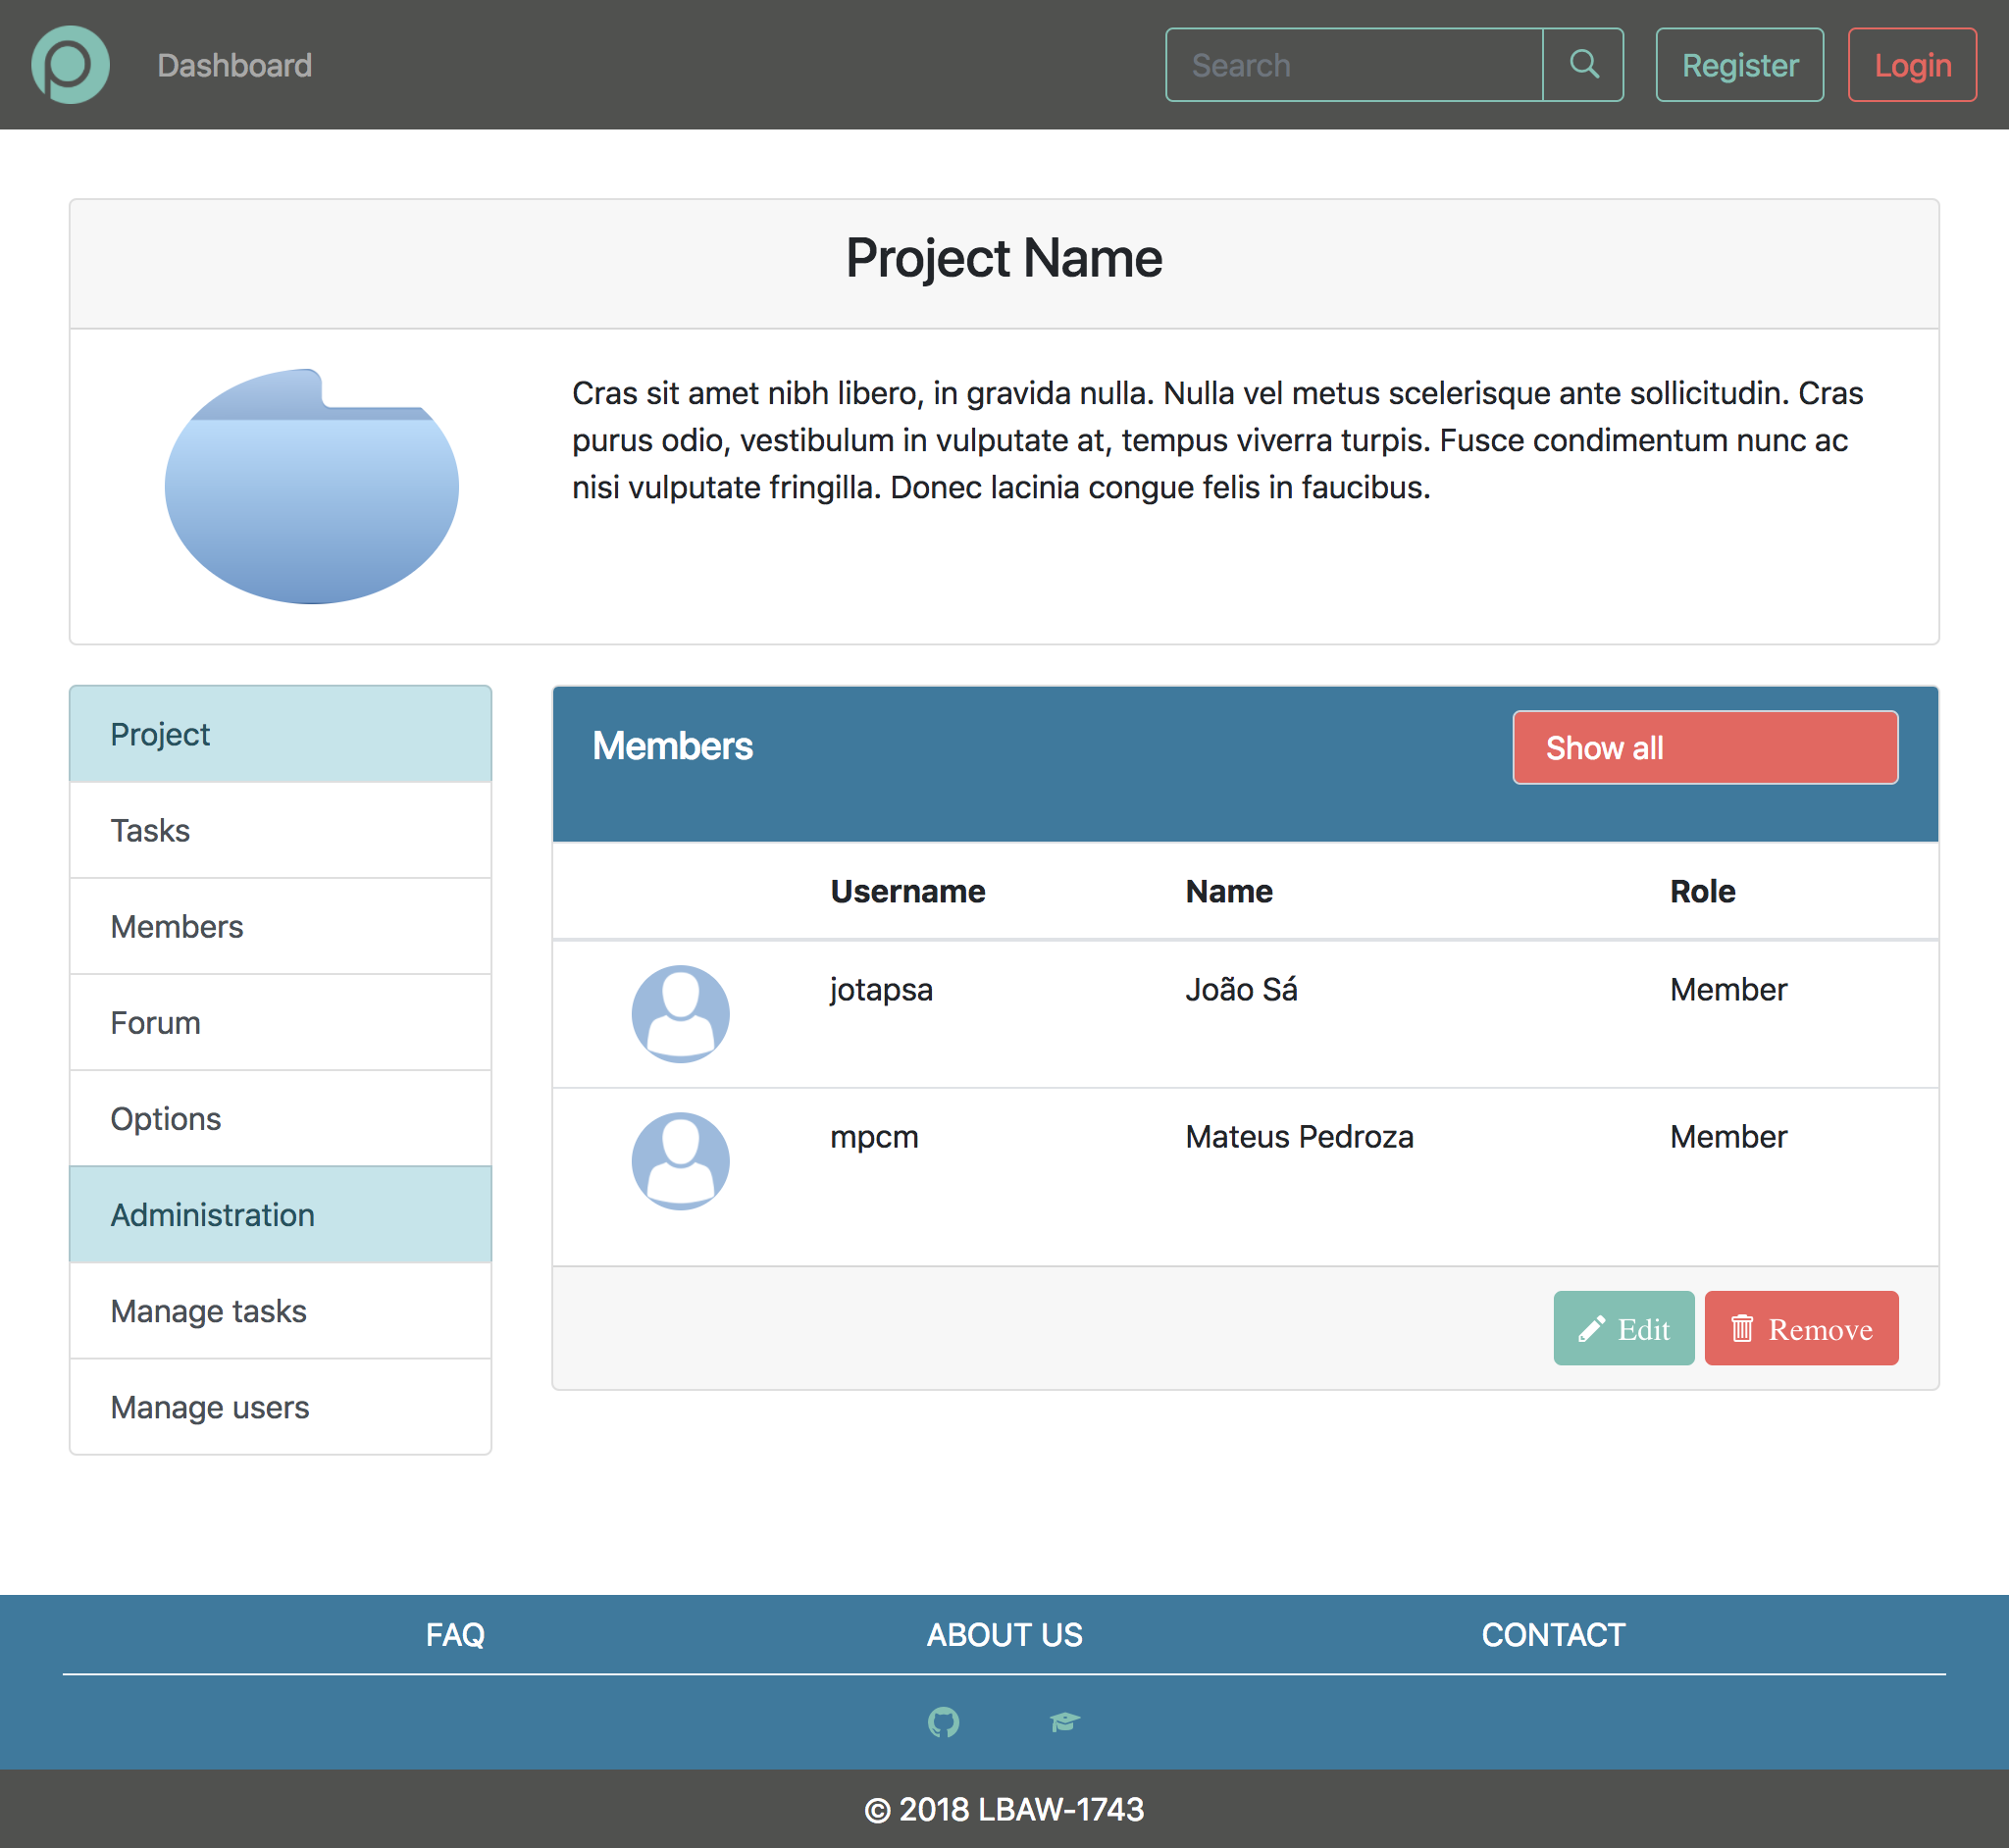 Dashboard
Search
Register
Login
Project Name
Cras sit amet nibh libero, in gravida nulla. Nulla vel metus scelerisque ante sollicitudin. Cras
purus odio, vestibulum in vulputate at, tempus viverra turpis. Fusce condimentum nunc ac
nisi vulputate fringilla. Donec lacinia congue felis in faucibus.
Project
Tasks
Members
Forum
Options
Administration
Manage tasks
Manage users
Members
Show all
Username Name Role
jotapsa João Sá Member
mpcm Mateus Pedroza Member
Edit
Remove
FAQ
ABOUT US
CONTACT
© 2018 LBAW-1743